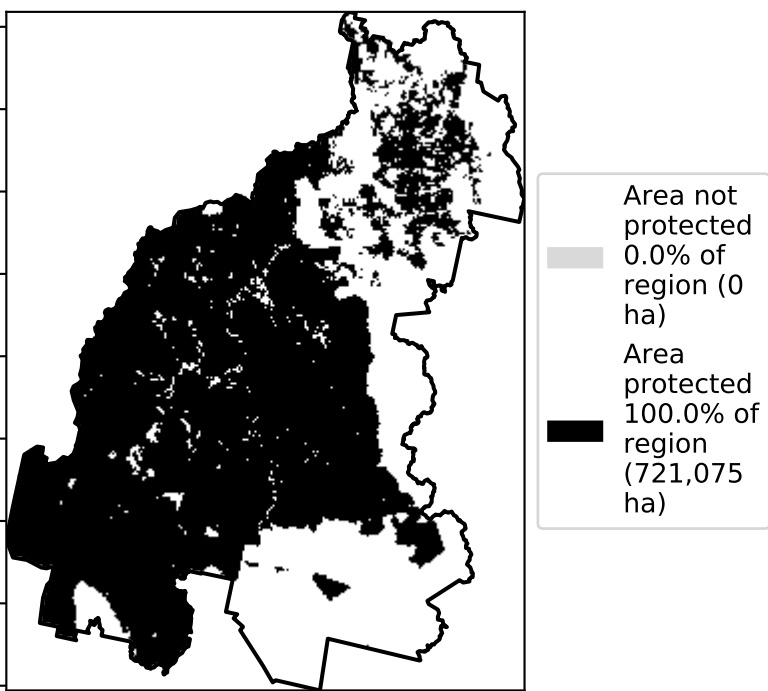 Area not
protected
0.0% of
region (0
ha)
Area
protected
100.0% of
region
(721,075
ha)